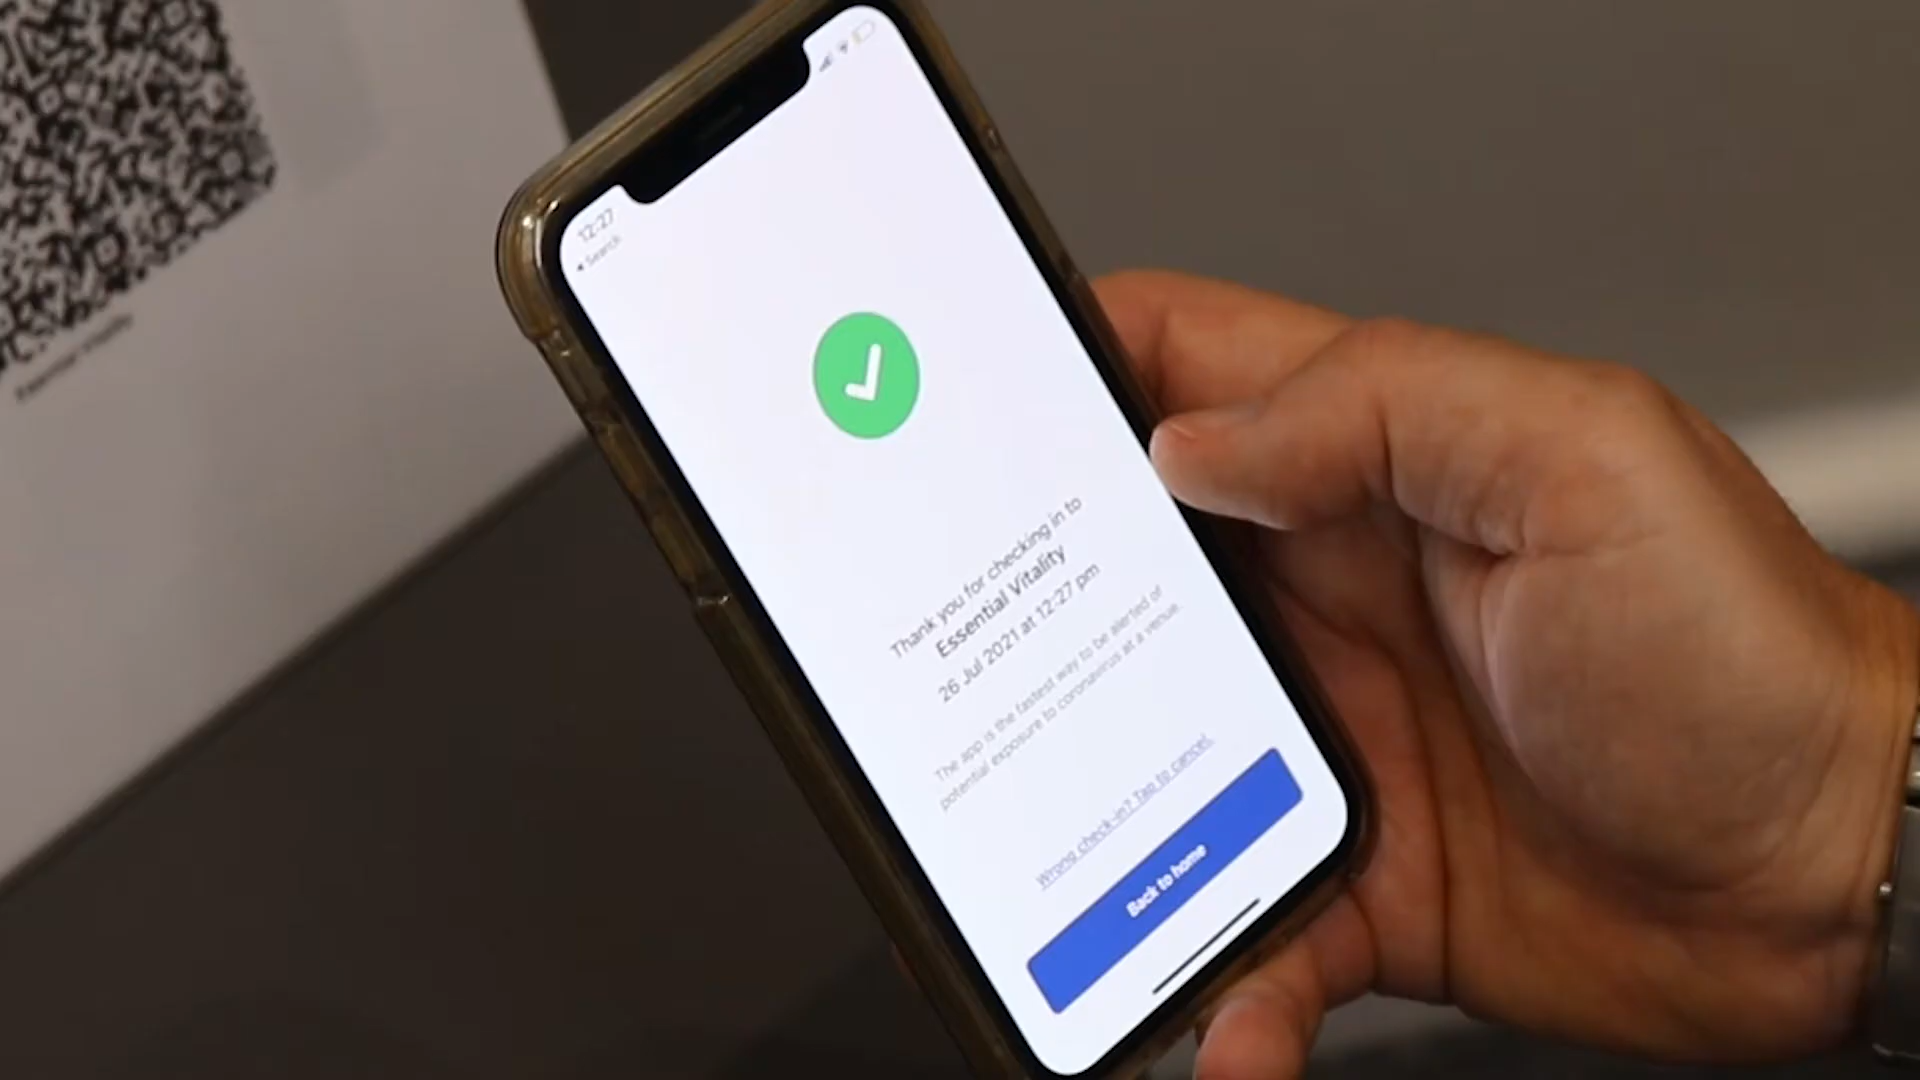 12:27
◂ Search
Thank you for checking in to
Essential Vitality
26 Jul 2021 at 12:27 pm
The app is the fastest way to be alerted of
potential exposure to coronavirus at a venue.
Wrong check-in? Tap to cancel.
Back to home